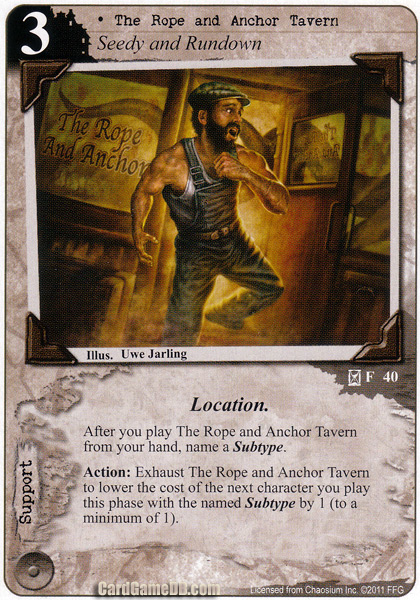 3
• The Rope and Anchor Tavern
Seedy and Rundown
The Rope
And Anchor
Illus. Uwe Jarling
F 40
Location.
After you play The Rope and Anchor Tavern
from your hand, name a Subtype.
Action: Exhaust The Rope and Anchor Tavern
to lower the cost of the next character you play
this phase with the named Subtype by 1 (to a
minimum of 1).
Support
CardGameDB.com
Licensed from Chaosium Inc. ©2011 FFG